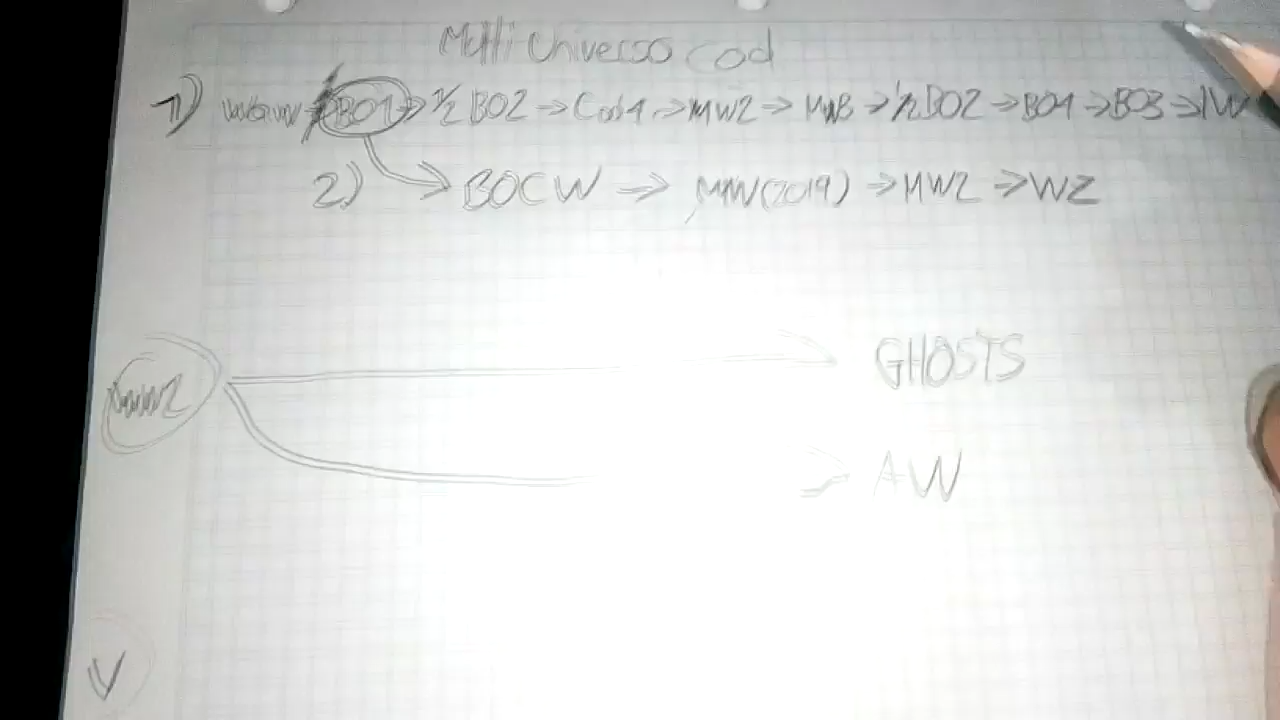 Multi Universo Cod
1) WaW → BO1 → 1/2 BO2 → Cod4 → MW2 → MW3 → 1/2 BO2 → BO4 → BO3 → IW
2) → BOCW → MW(2019) → MW2 → WZ
GHOSTS
AW
V